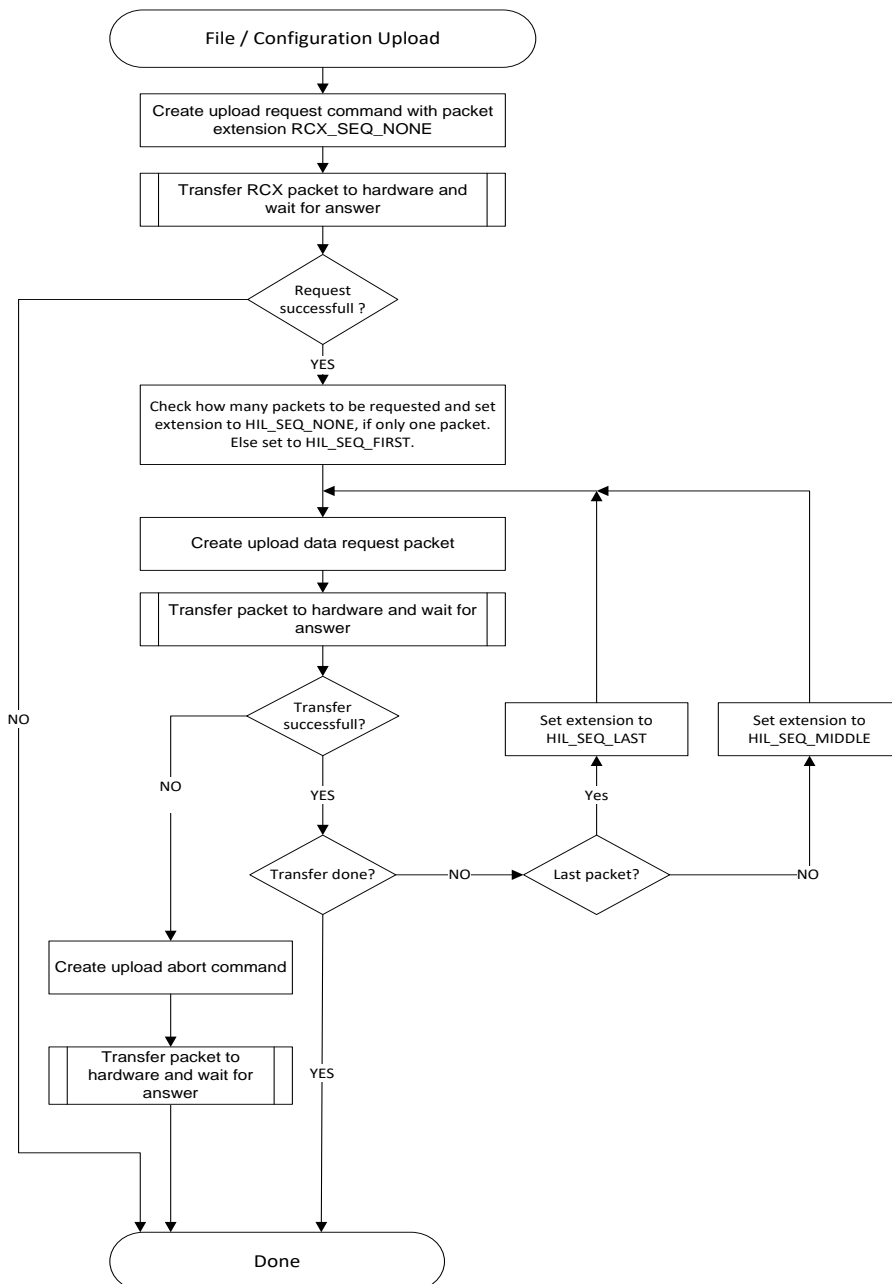 File / Configuration Upload
Create upload request command with packet
extension RCX_SEQ_NONE
Transfer RCX packet to hardware and
wait for answer
Request
successfull ?
YES
Check how many packets to be requested and set
extension to HIL_SEQ_NONE, if only one packet.
Else set to HIL_SEQ_FIRST.
Create upload data request packet
Transfer packet to hardware and wait for
answer
NO
Transfer
successfull?
Set extension to
HIL_SEQ_LAST
Set extension to
HIL_SEQ_MIDDLE
NO
YES
Yes
Transfer done?
NO
Last packet?
NO
Create upload abort command
Transfer packet to
hardware and wait for
answer
YES
Done